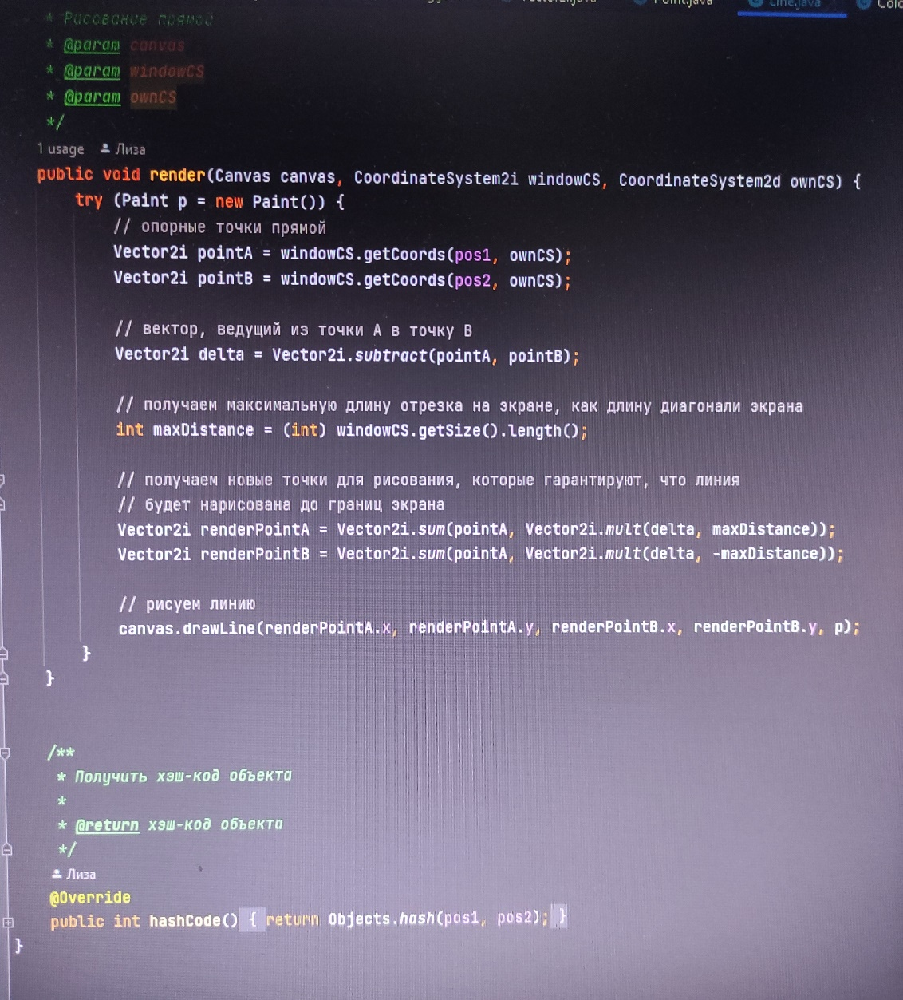 Point.java Line.java
* Рисование прямой
* @param canvas
* @param windowCS
* @param ownCS
*/
1 usage Лиза
public void render(Canvas canvas, CoordinateSystem2i windowCS, CoordinateSystem2d ownCS) {
try (Paint p = new Paint()) {
// опорные точки прямой
Vector2i pointA = windowCS.getCoords(pos1, ownCS);
Vector2i pointB = windowCS.getCoords(pos2, ownCS);
// вектор, ведущий из точки A в точку B
Vector2i delta = Vector2i.subtract(pointA, pointB);
// получаем максимальную длину отрезка на экране, как длину диагонали экрана
int maxDistance = (int) windowCS.getSize().length();
// получаем новые точки для рисования, которые гарантируют, что линия
// будет нарисована до границ экрана
Vector2i renderPointA = Vector2i.sum(pointA, Vector2i.mult(delta, maxDistance));
Vector2i renderPointB = Vector2i.sum(pointA, Vector2i.mult(delta, -maxDistance));
// рисуем линию
canvas.drawLine(renderPointA.x, renderPointA.y, renderPointB.x, renderPointB.y, p);
}
}
/**
* Получить хэш-код объекта
*
* @return хэш-код объекта
*/
Лиза
@Override
public int hashCode() { return Objects.hash(pos1, pos2); }
}